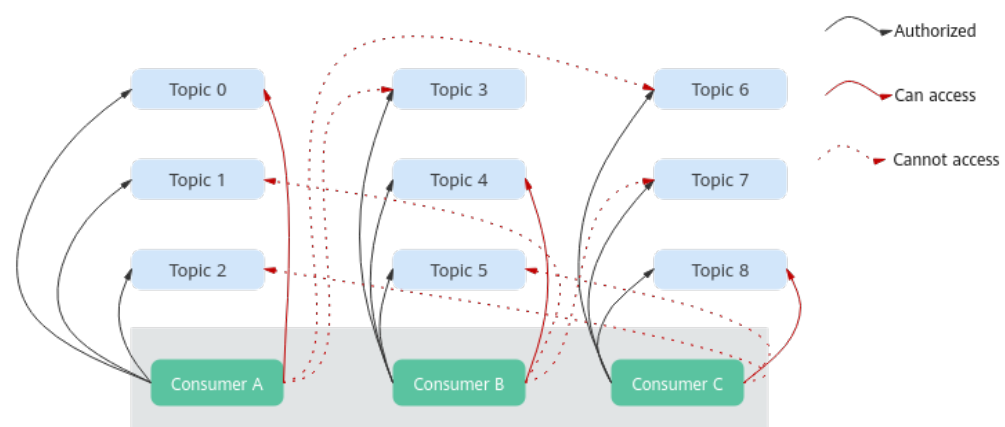 Authorized
Topic 0 Topic 3 Topic 6
Can access
Topic 1 Topic 4 Topic 7
Cannot access
Topic 2 Topic 5 Topic 8
Consumer A Consumer B Consumer C